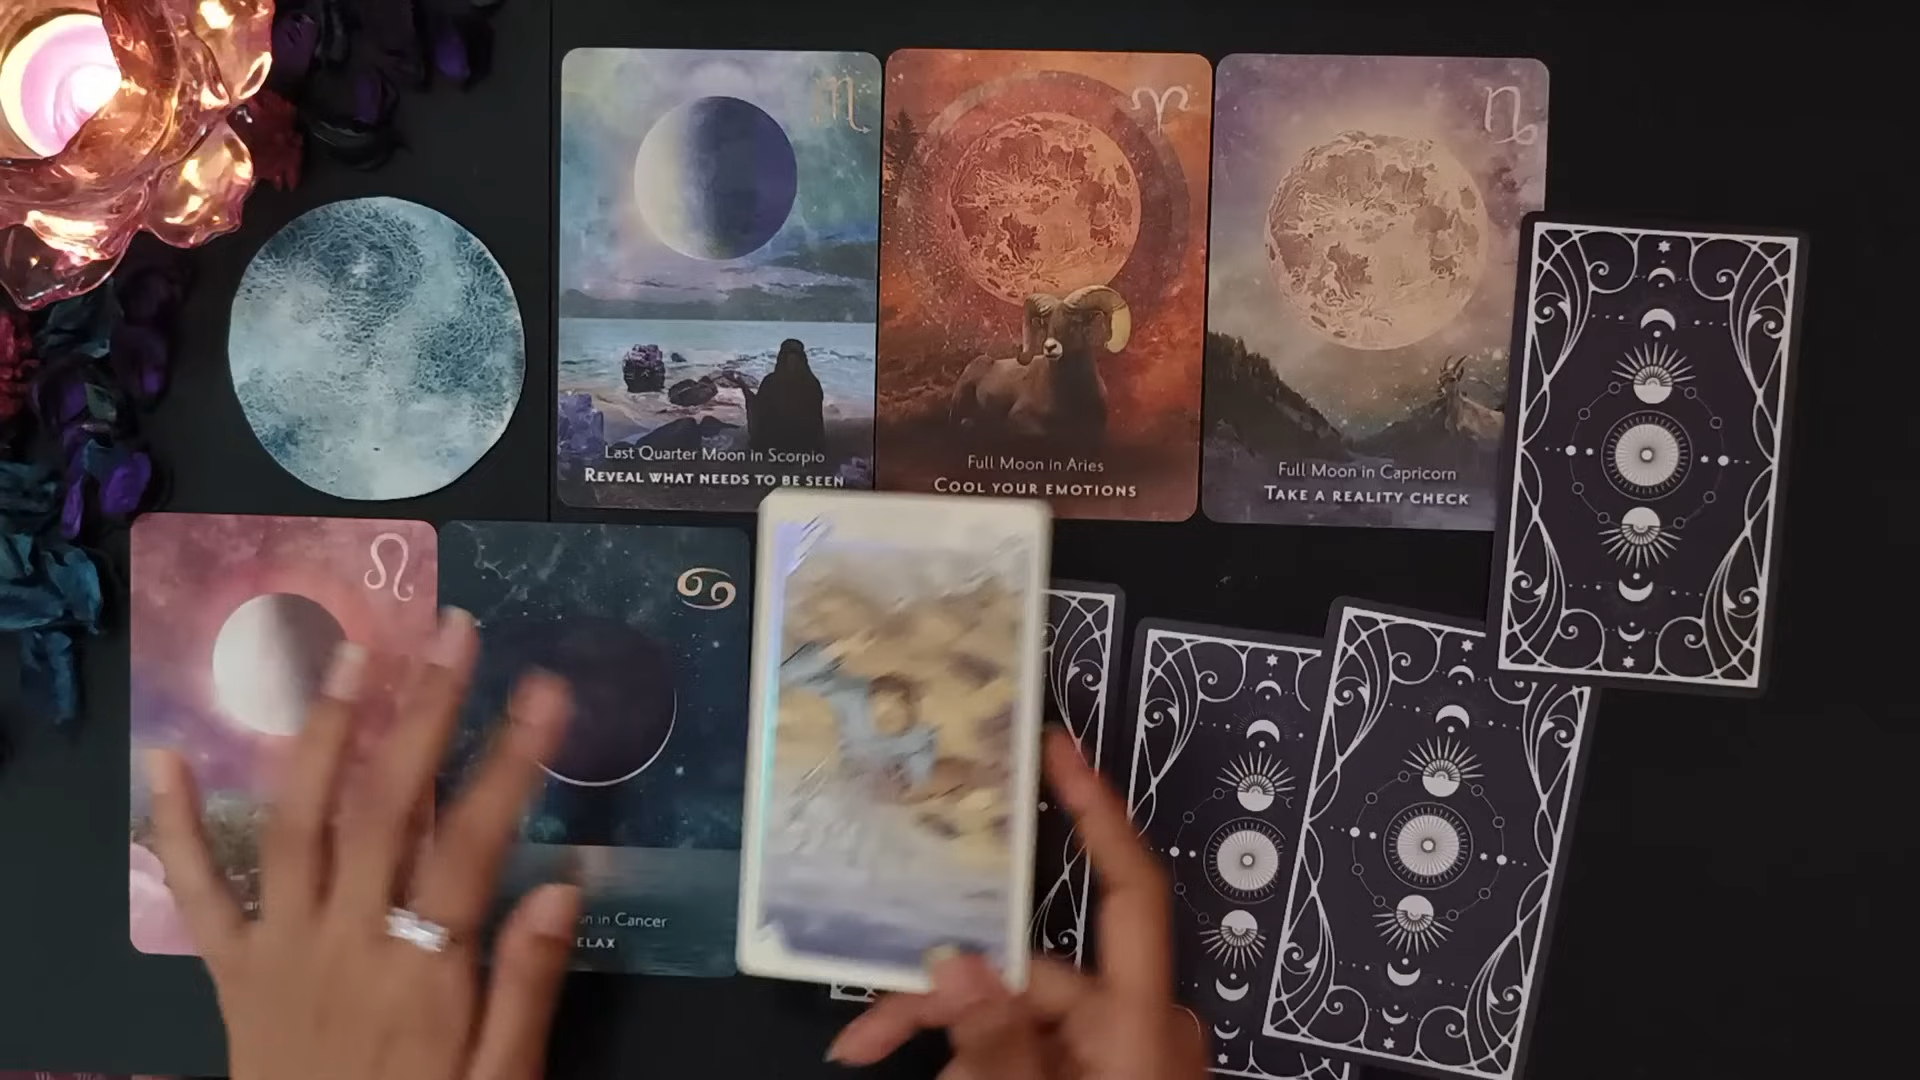 Last Quarter Moon in Scorpio
REVEAL WHAT NEEDS TO BE SEEN
Full Moon in Aries
COOL YOUR EMOTIONS
Full Moon in Capricorn
TAKE A REALITY CHECK
in Cancer